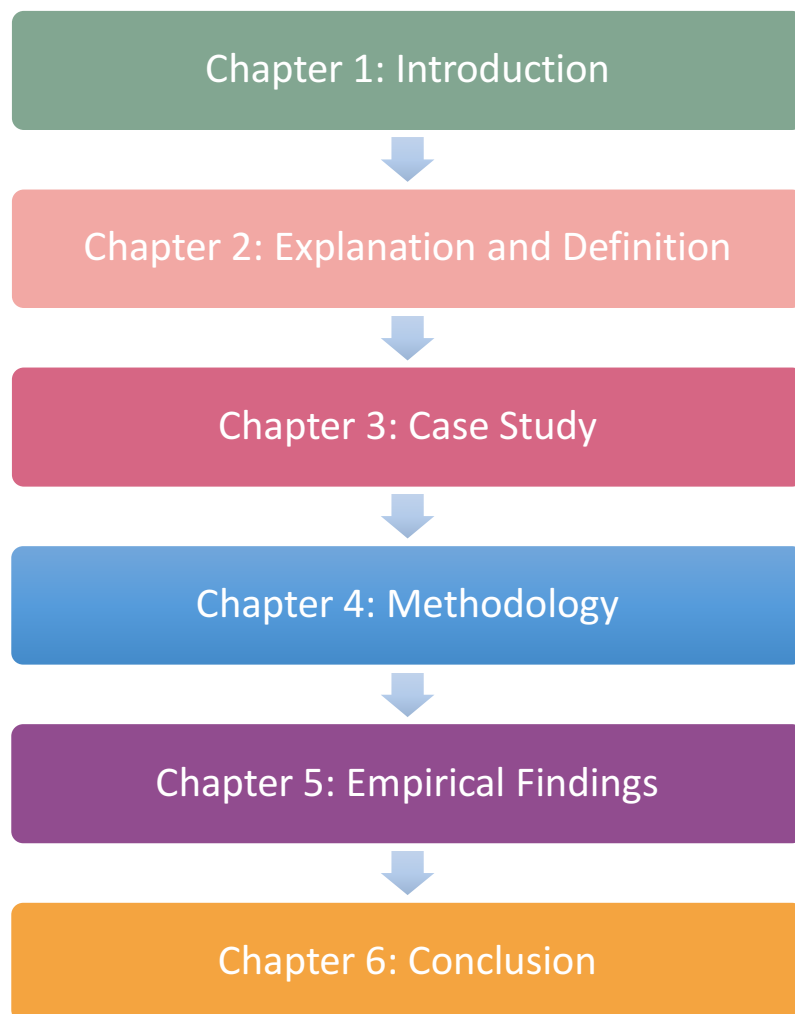 Chapter 1: Introduction
Chapter 2: Explanation and Definition
Chapter 3: Case Study
Chapter 4: Methodology
Chapter 5: Empirical Findings
Chapter 6: Conclusion